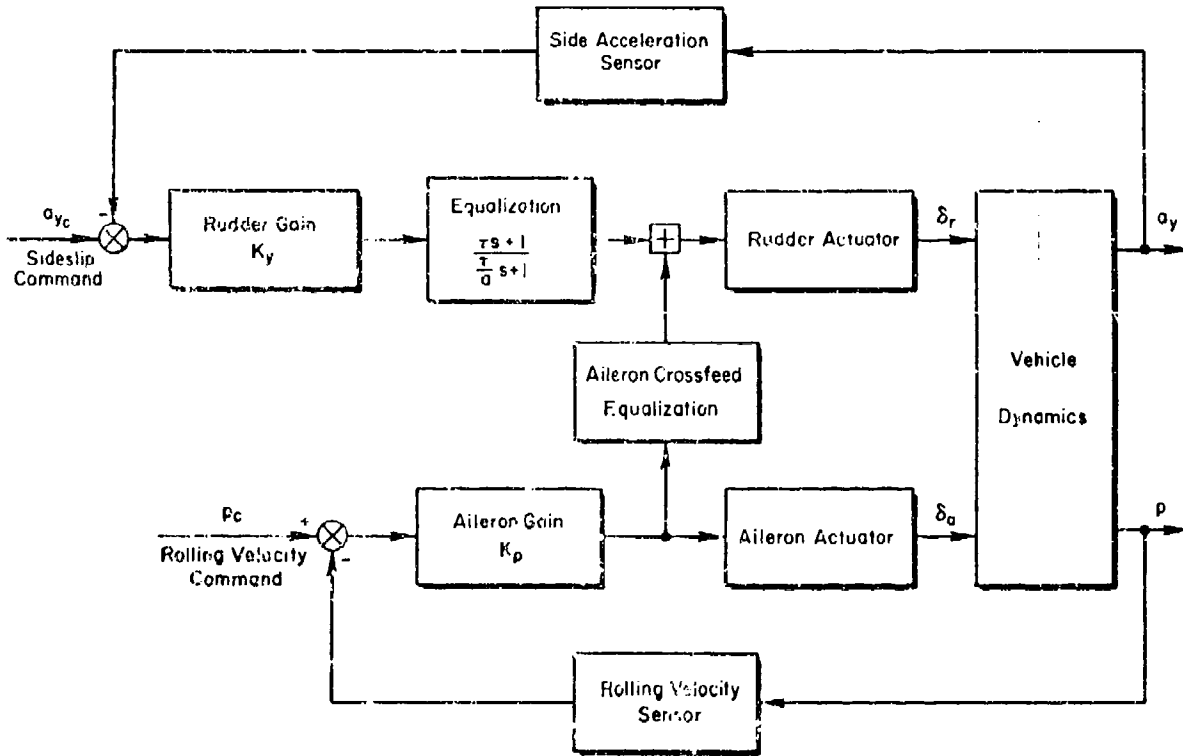 Side Acceleration
Sensor
a_yc
-
Sideslip
Command
Rudder Gain
K_y
Equalization
τs + 1
τ/a s + 1
+
Rudder Actuator
δ_r
a_y
Vehicle
Dynamics
Aileron Crossfeed
Equalization
pc
+
-
Rolling Velocity
Command
Aileron Gain
K_p
Aileron Actuator
δ_a
p
Rolling Velocity
Sensor